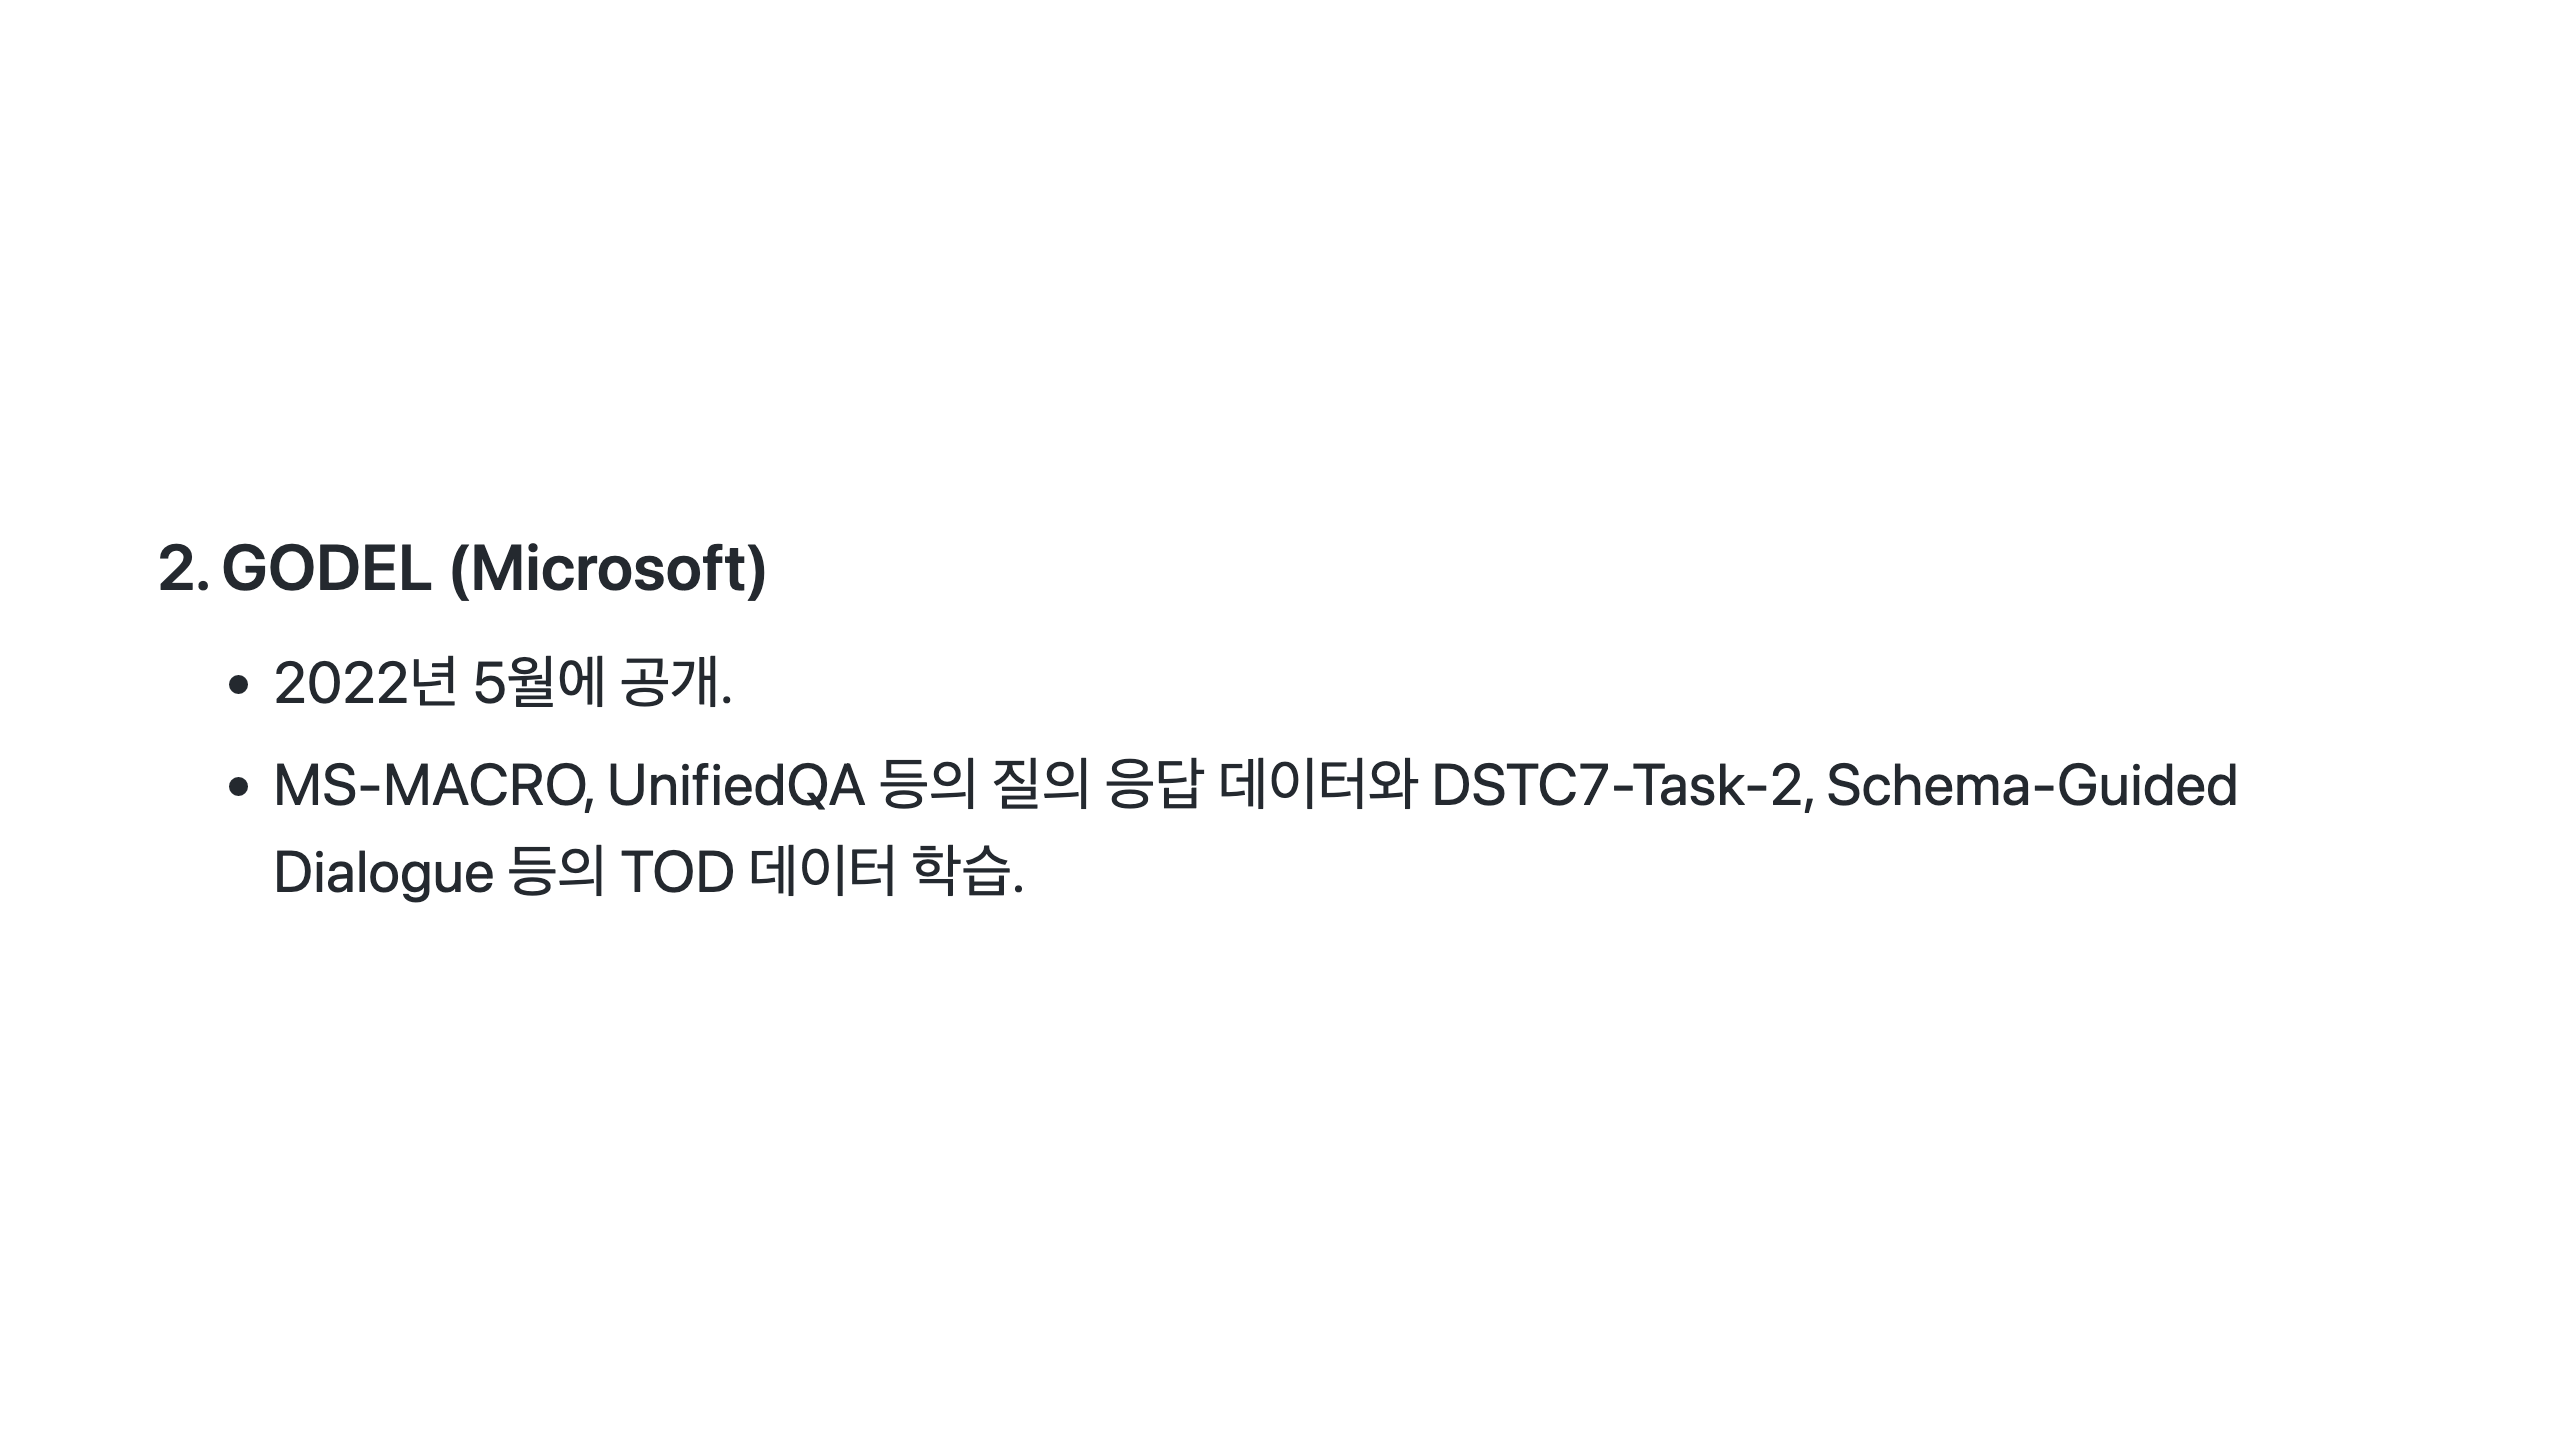 2. GODEL (Microsoft)
• 2022년 5월에 공개.
• MS-MACRO, UnifiedQA 등의 질의 응답 데이터와 DSTC7-Task-2, Schema-Guided
Dialogue 등의 TOD 데이터 학습.